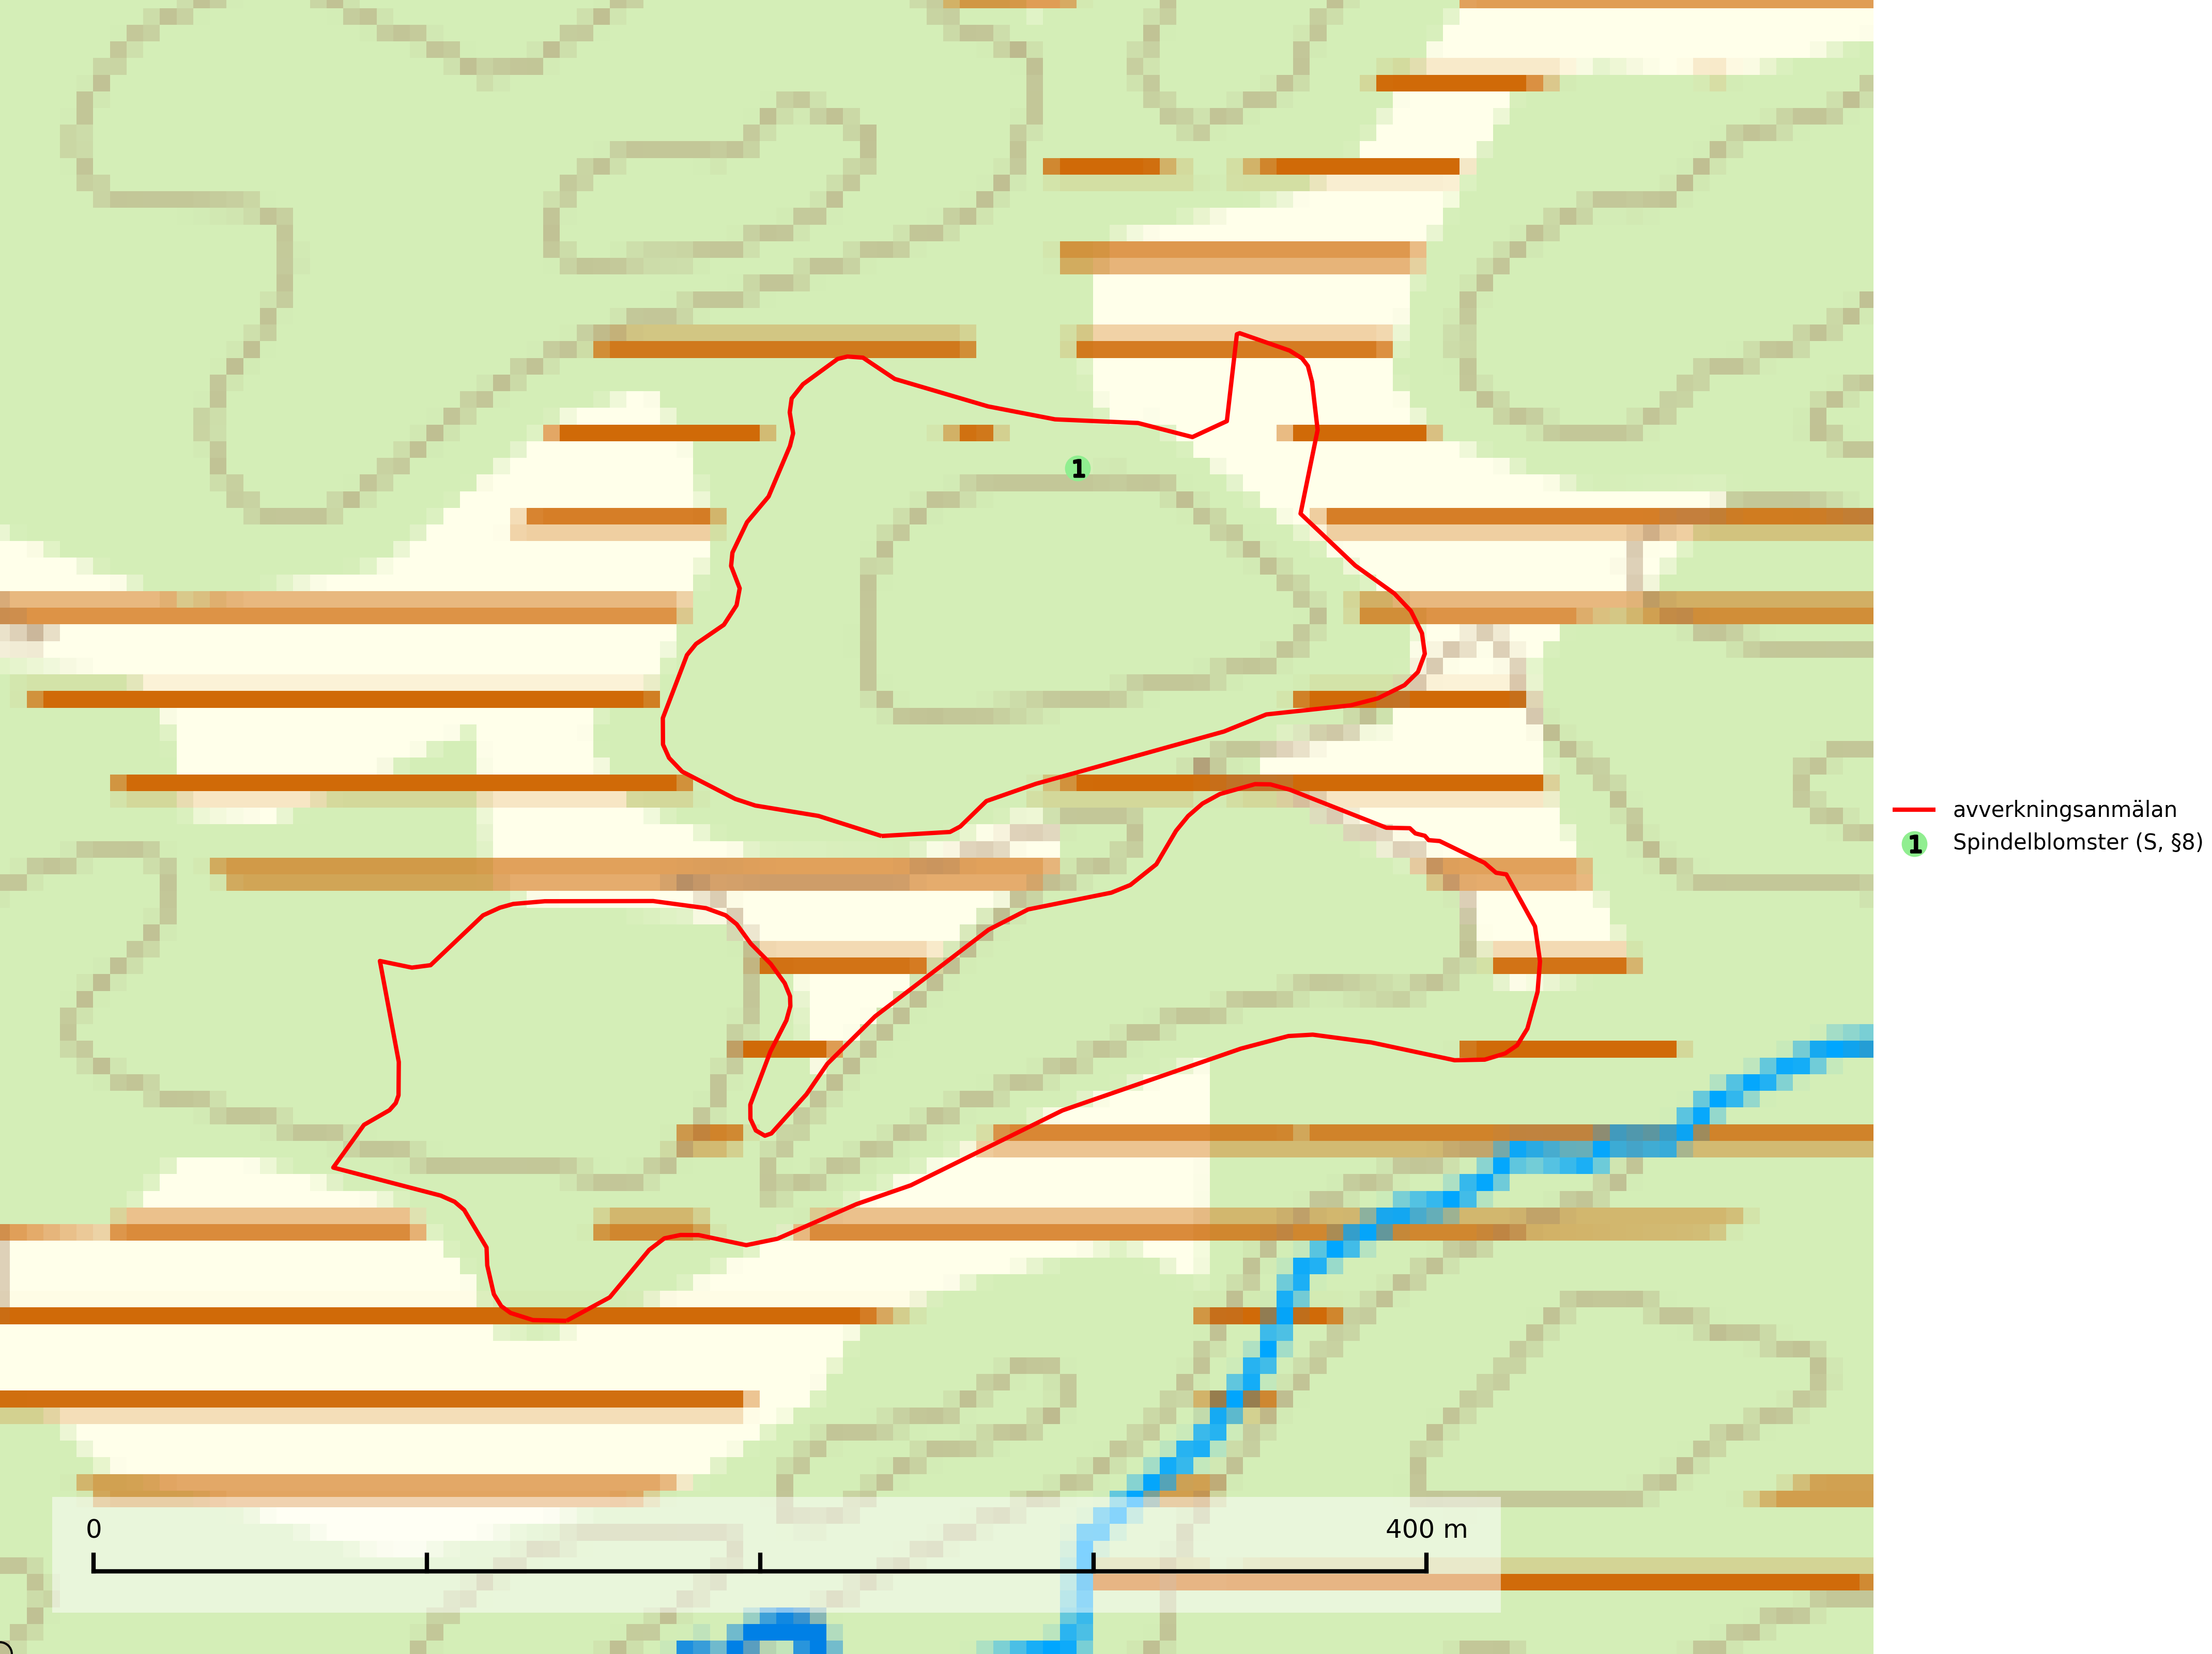 1
avverkningsanmälan
1 Spindelblomster (S, §8)
0 400 m